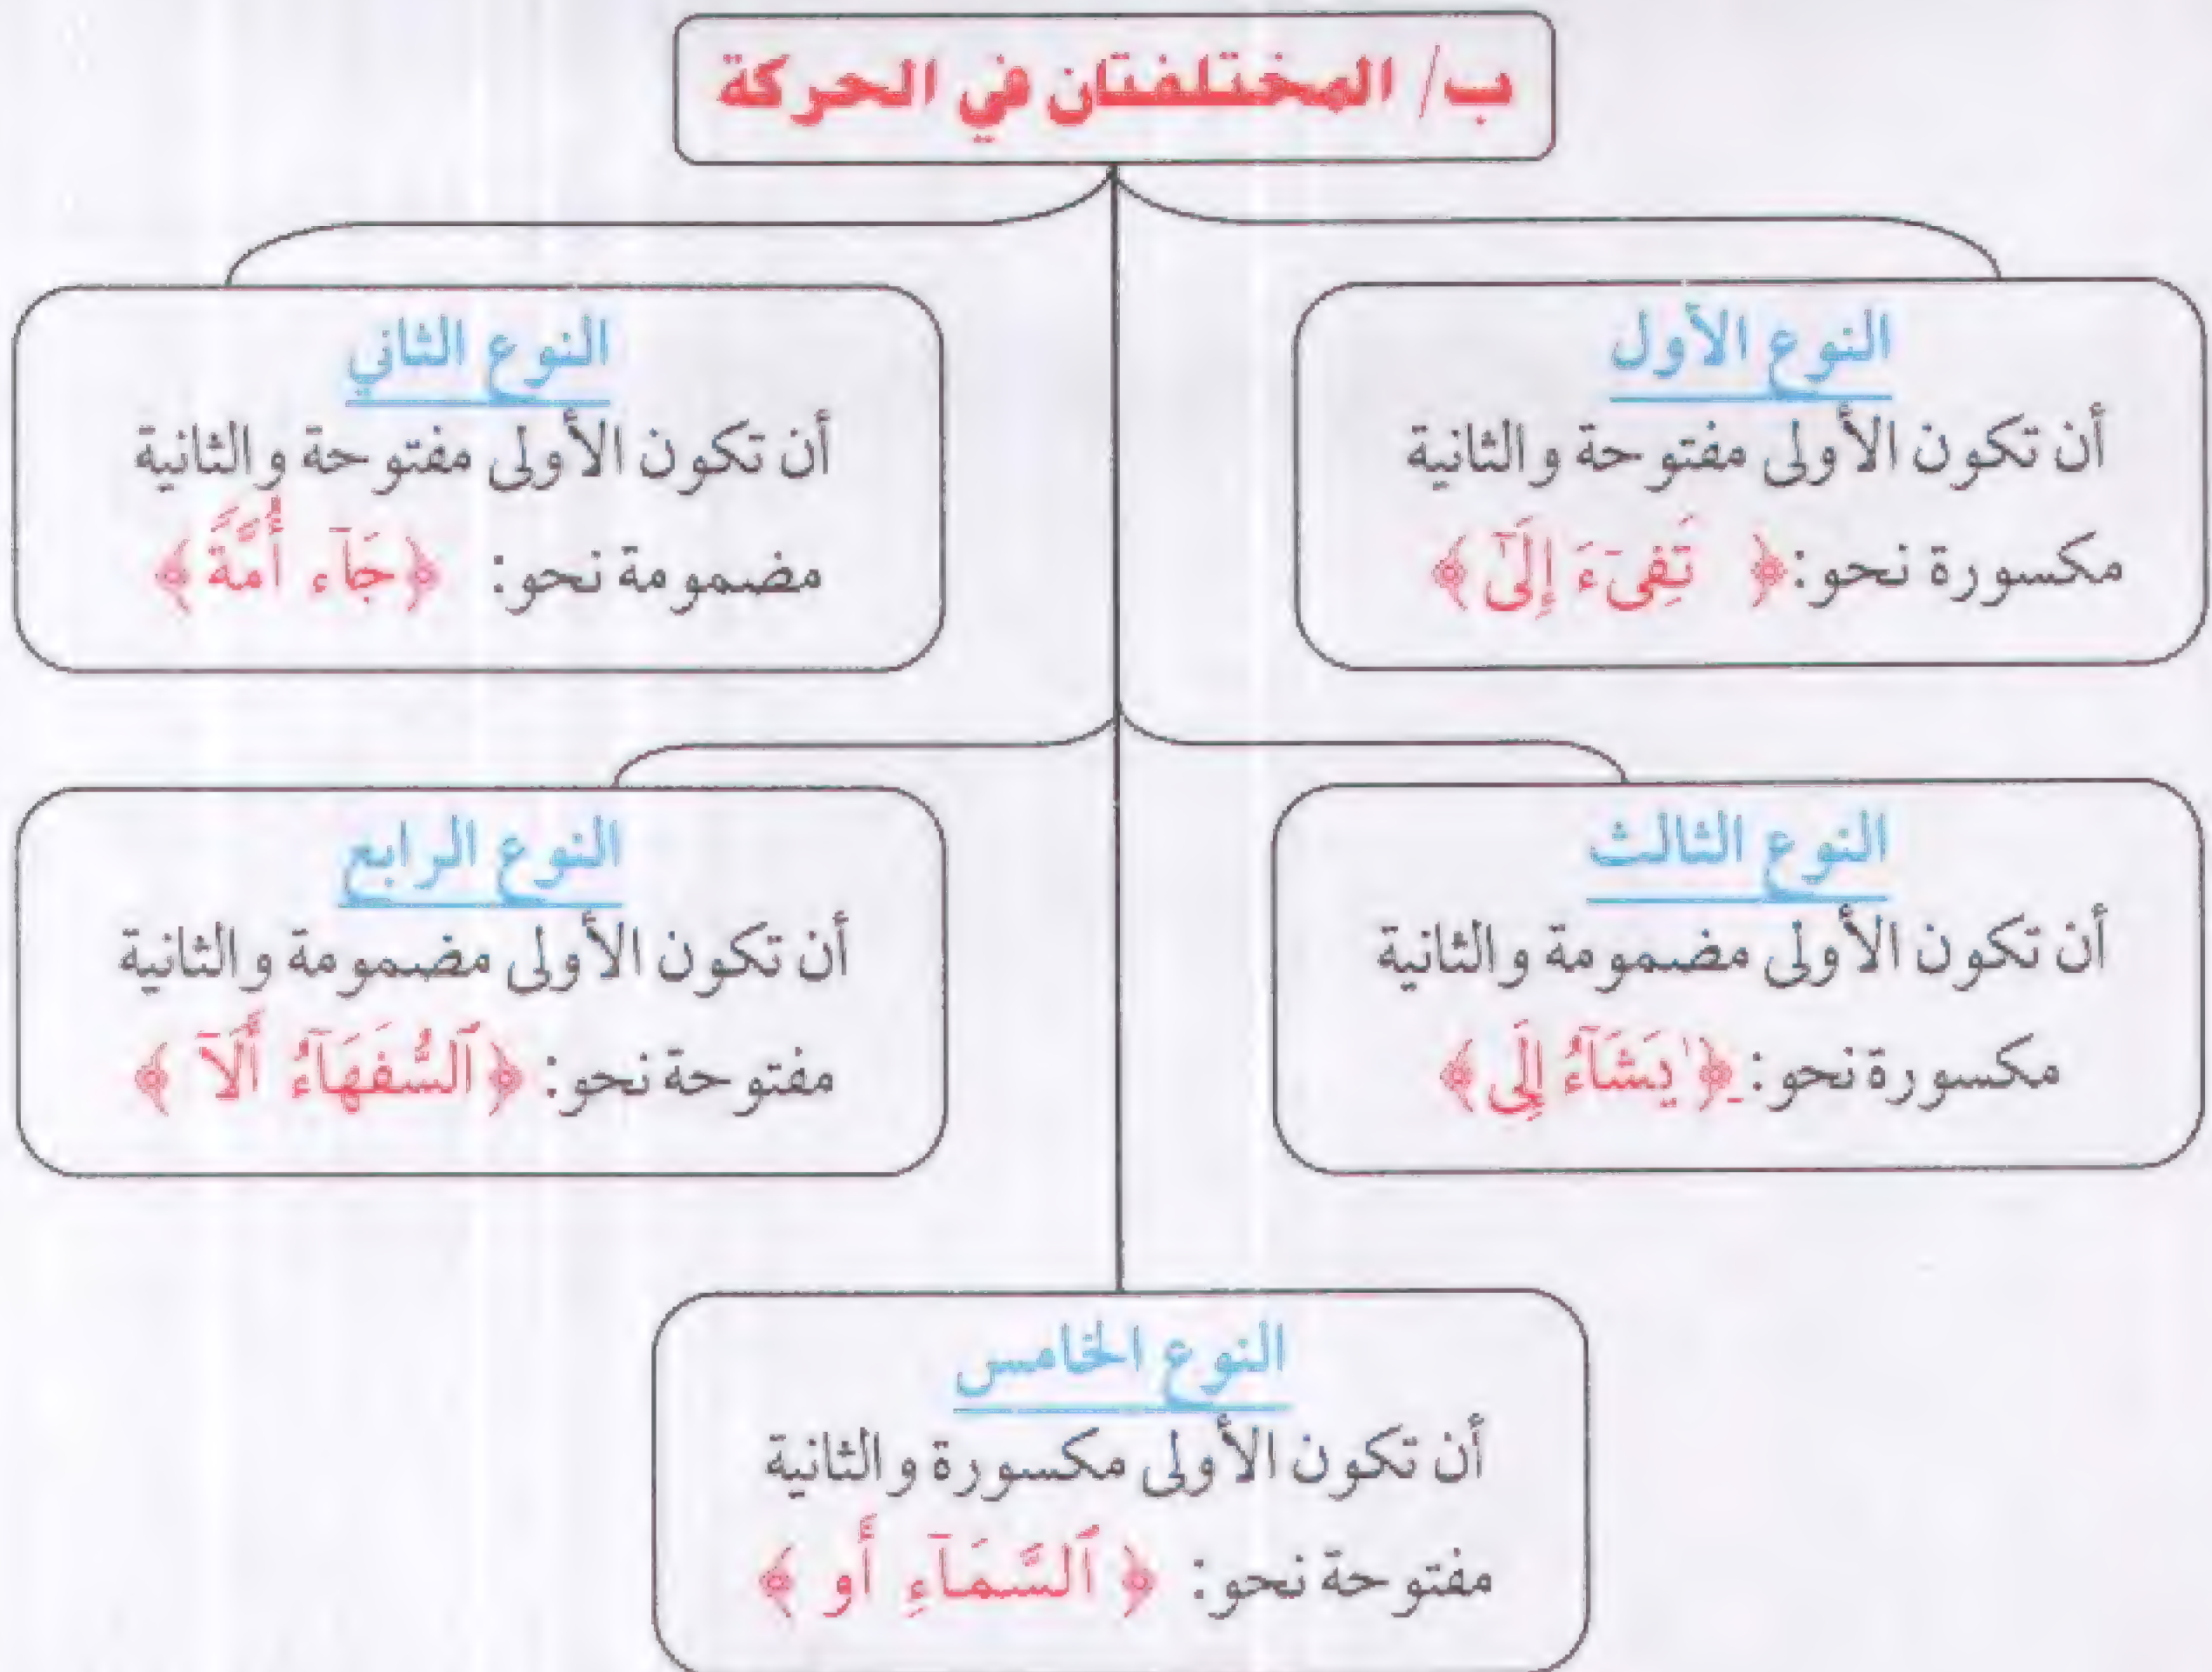 ب/ المختلفتان في الحركة
النوع الأول
أن تكون الأولى مفتوحة والثانية
مكسورة نحو: ﴿ تَفِىٓءَ إِلَىٰٓ ﴾
النوع الثاني
أن تكون الأولى مفتوحة والثانية
مضمومة نحو: ﴿جَآء أُمَّةَ﴾
النوع الثالث
أن تكون الأولى مضمومة والثانية
مكسورة نحو: ﴿يَشَآءُ إِلَى﴾
النوع الرابع
أن تكون الأولى مضمومة والثانية
مفتوحة نحو: ﴿ٱلسُّفَهَآءُ أَلَآ ﴾
النوع الخامس
أن تكون الأولى مكسورة والثانية
مفتوحة نحو: ﴿ ٱلسَّمَآءِ أَو ﴾